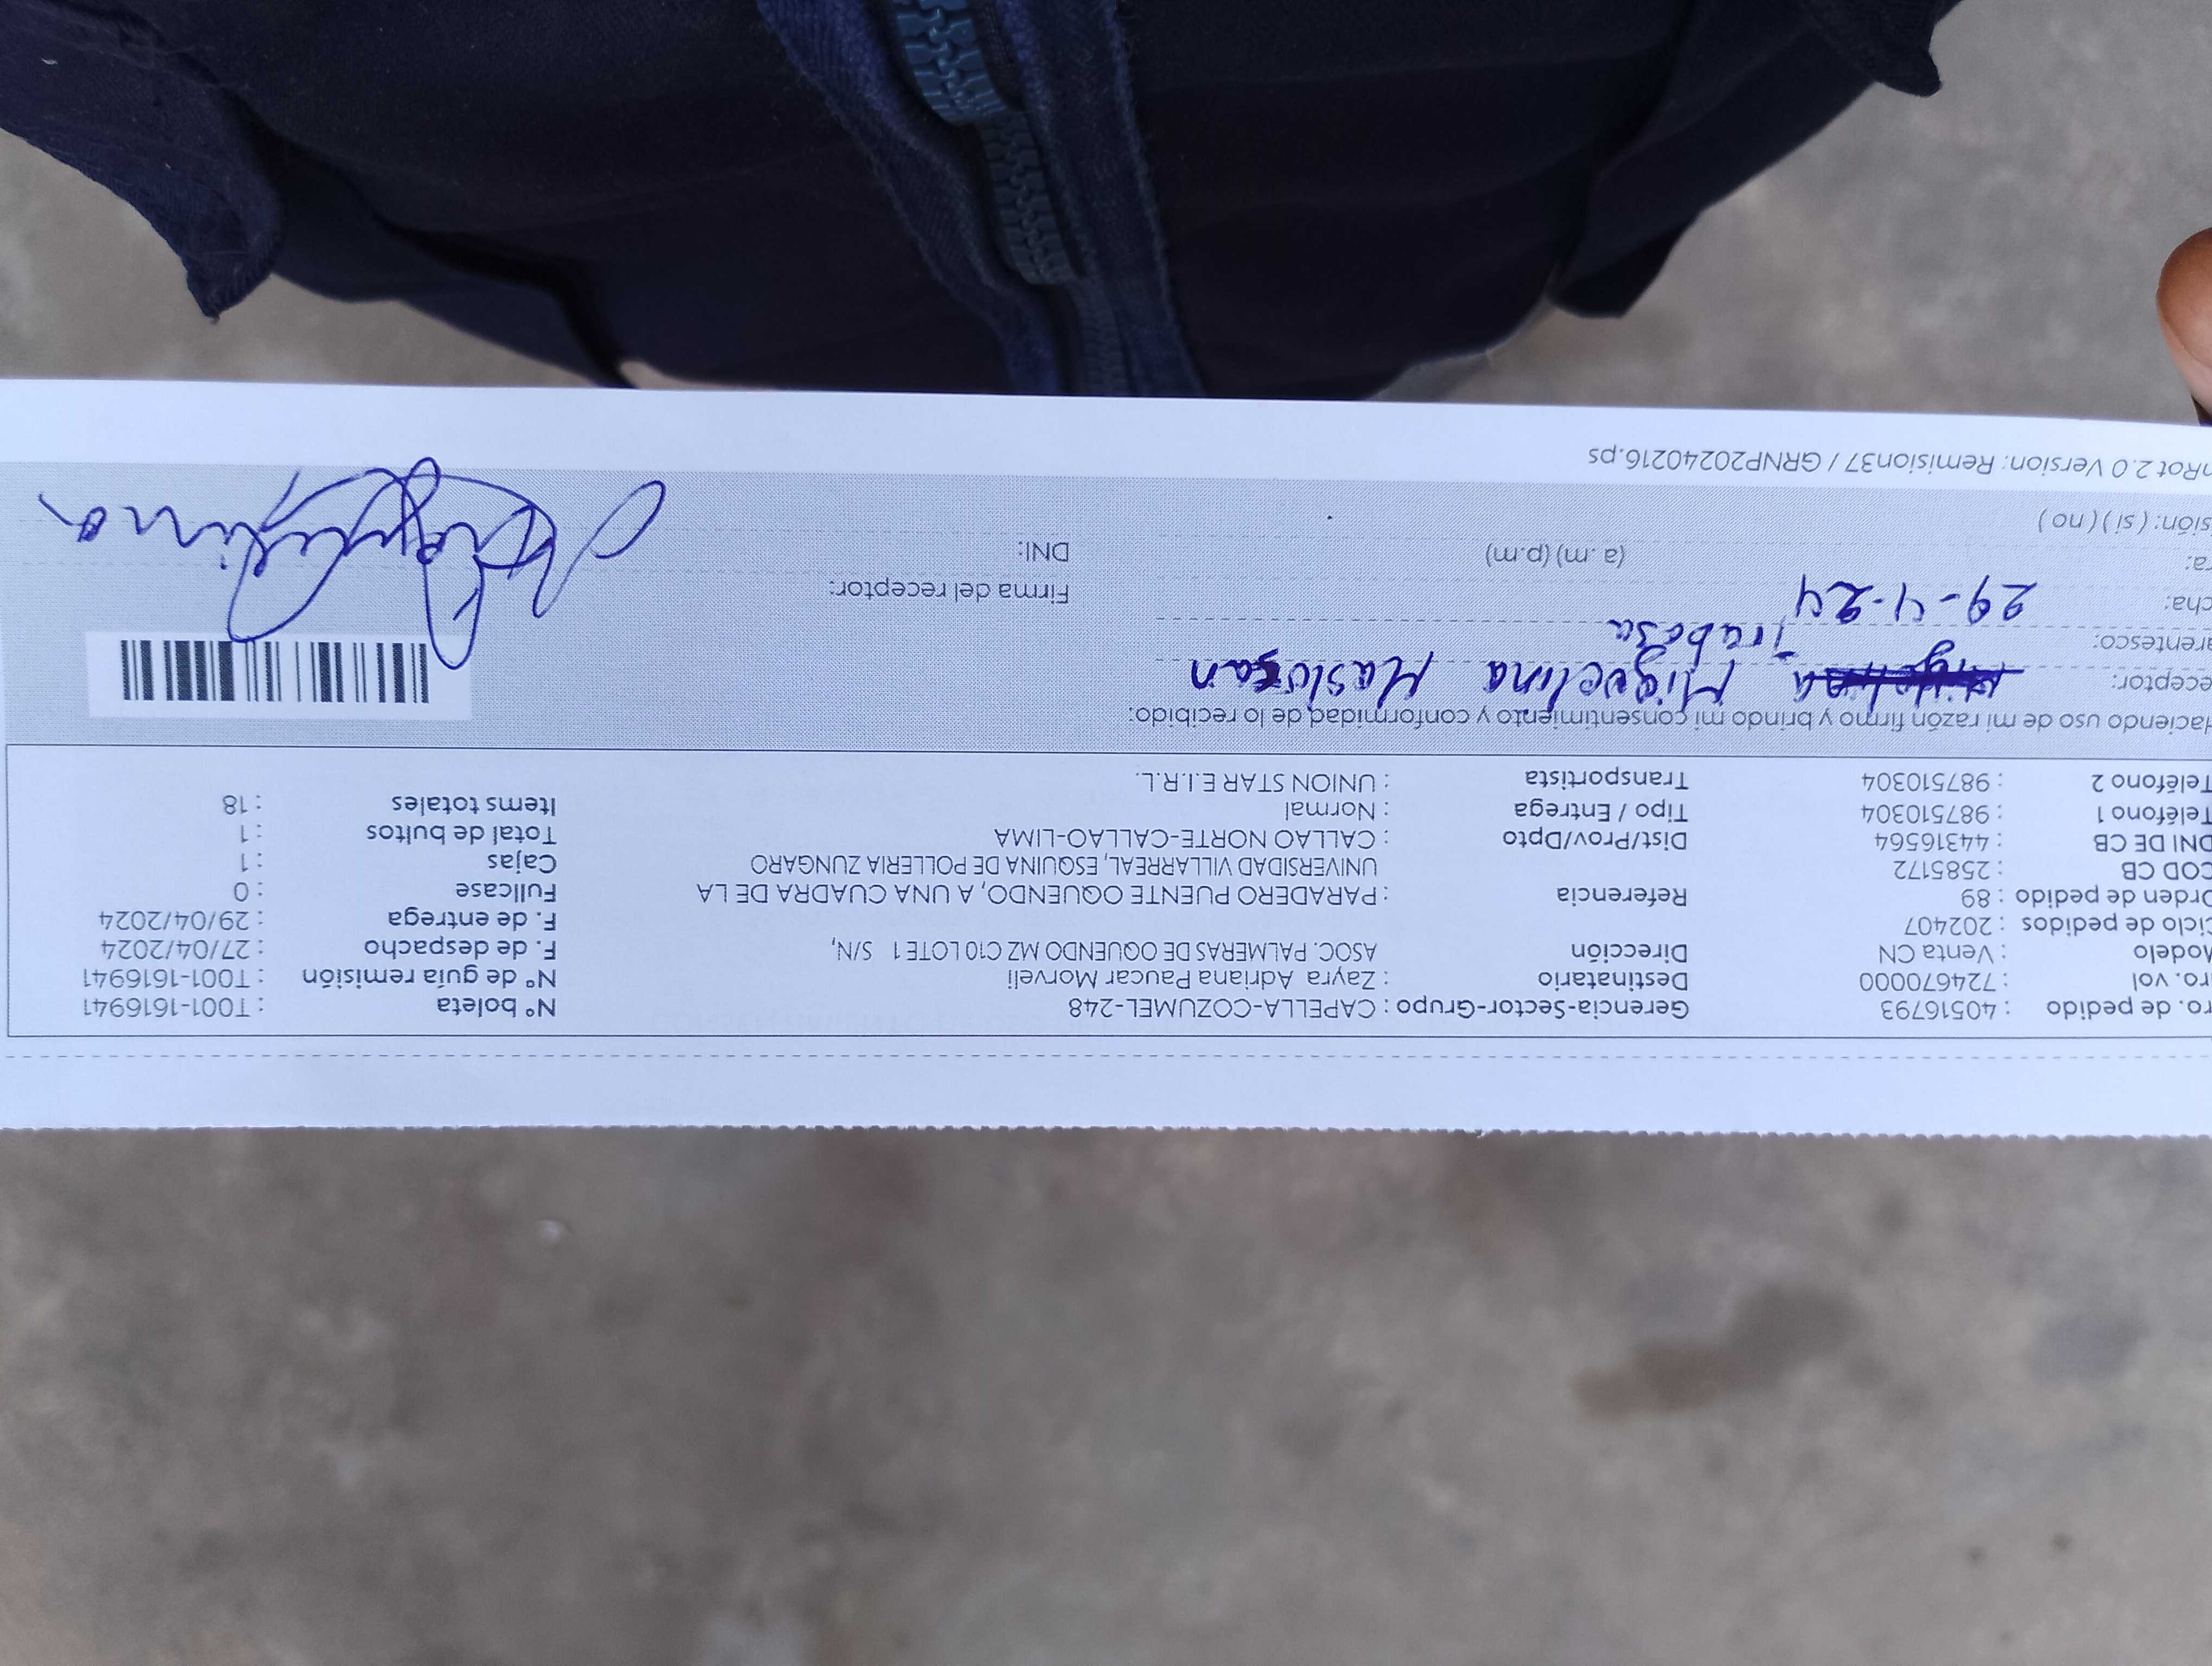 ro. de pedido : 40516793 Gerencia-Sector-Grupo : CAPELLA-COZUMEL-248 N° boleta : T001-1616941
ro. vol : 724670000 Destinatario : Zayra Adriana Paucar Morveli N° de guía remisión : T001-1616941
Modelo : Venta CN Dirección ASOC. PALMERAS DE OQUENDO MZ C10 LOTE 1 S/N, F. de despacho : 27/04/2024
Ciclo de pedidos : 202407 F. de entrega : 29/04/2024
Orden de pedido : 89 Referencia : PARADERO PUENTE OQUENDO, A UNA CUADRA DE LA Fullcase : 0
COD CB : 2585172 UNIVERSIDAD VILLARREAL, ESQUINA DE POLLERIA ZUNGARO Cajas : 1
DNI DE CB : 44316564 Dist/Prov/Dpto : CALLAO NORTE-CALLAO-LIMA Total de bultos : 1
Teléfono 1 : 987510304 Tipo / Entrega : Normal Items totales : 18
Teléfono 2 : 987510304 Transportista : UNION STAR E.I.R.L.
Haciendo uso de mi razón firmo y brindo mi consentimiento y conformidad de lo recibido:
eceptor: Miguelina
arentesco: Trabosa
cha: 29-4-24 Firma del receptor:
ra: (a.m) (p.m) DNI:
sión: ( si ) ( no )
nRot 2.0 Version: Remision37 / GRNP20240216.ps